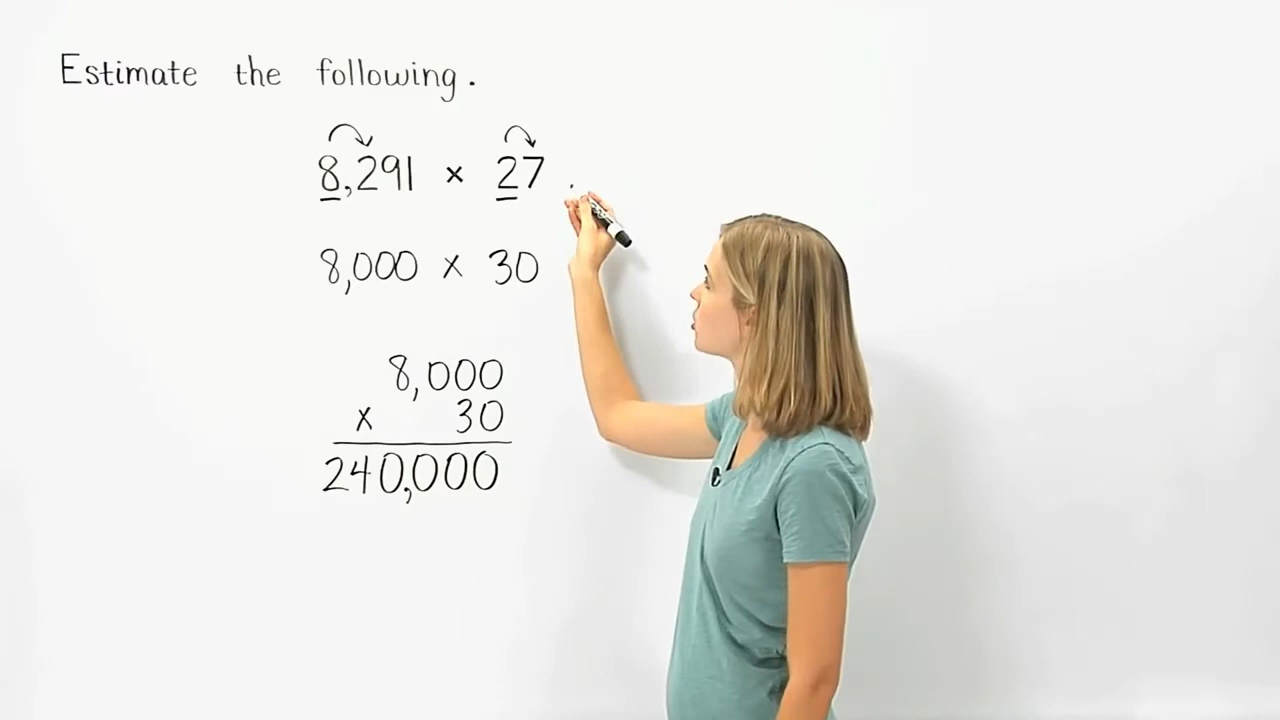 Estimate the following.
8,291 × 27
8,000 × 30
8,000
× 30
240,000